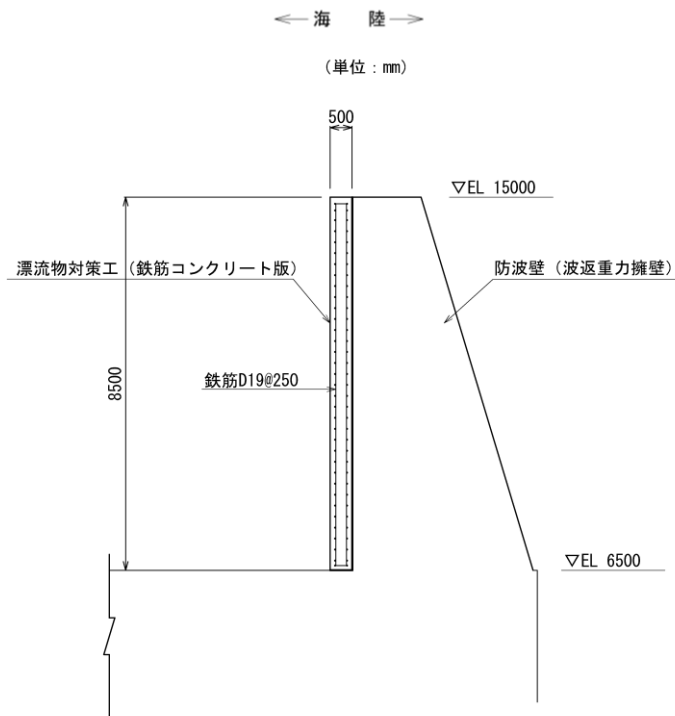 海 陸
(単位：mm)
500
▽EL 15000
漂流物対策工（鉄筋コンクリート版）
防波壁（波返重力擁壁）
鉄筋D19@250
8500
▽EL 6500